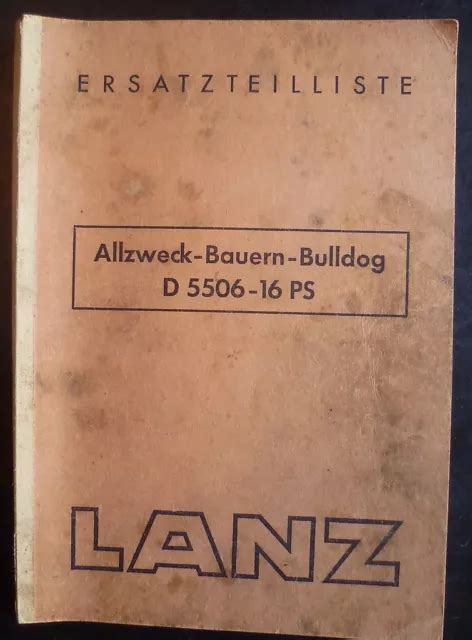 ERSATZTEILLISTE
Allzweck-Bauern-Bulldog
D 5506-16 PS
LANZ